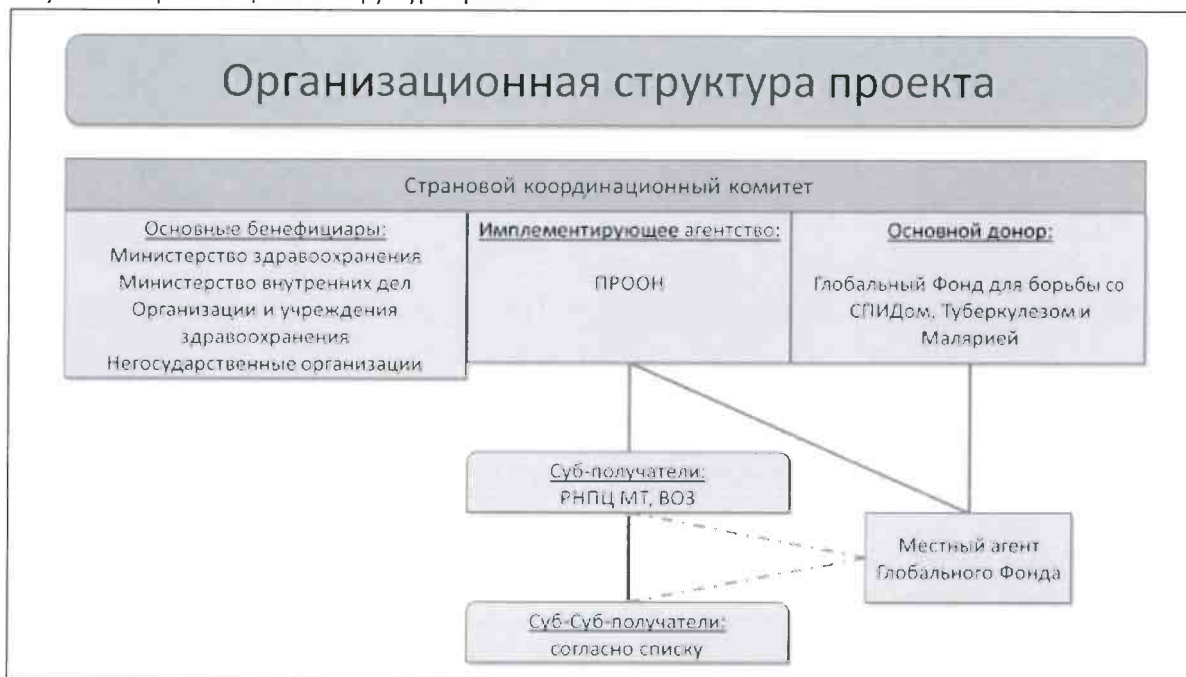 Организационная структура проекта
Страновой координационный комитет
Основные бенефициары:
Министерство здравоохранения
Министерство внутренних дел
Организации и учреждения
здравоохранения
Негосударственные организации
Имплементирующее агентство:
ПРООН
Основной донор:
Глобальный Фонд для борьбы со
СПИДом, Туберкулезом и
Малярией
Суб-получатели:
РНПЦ МТ, ВОЗ
Местный агент
Глобального Фонда
Суб-Суб-получатели:
согласно списку